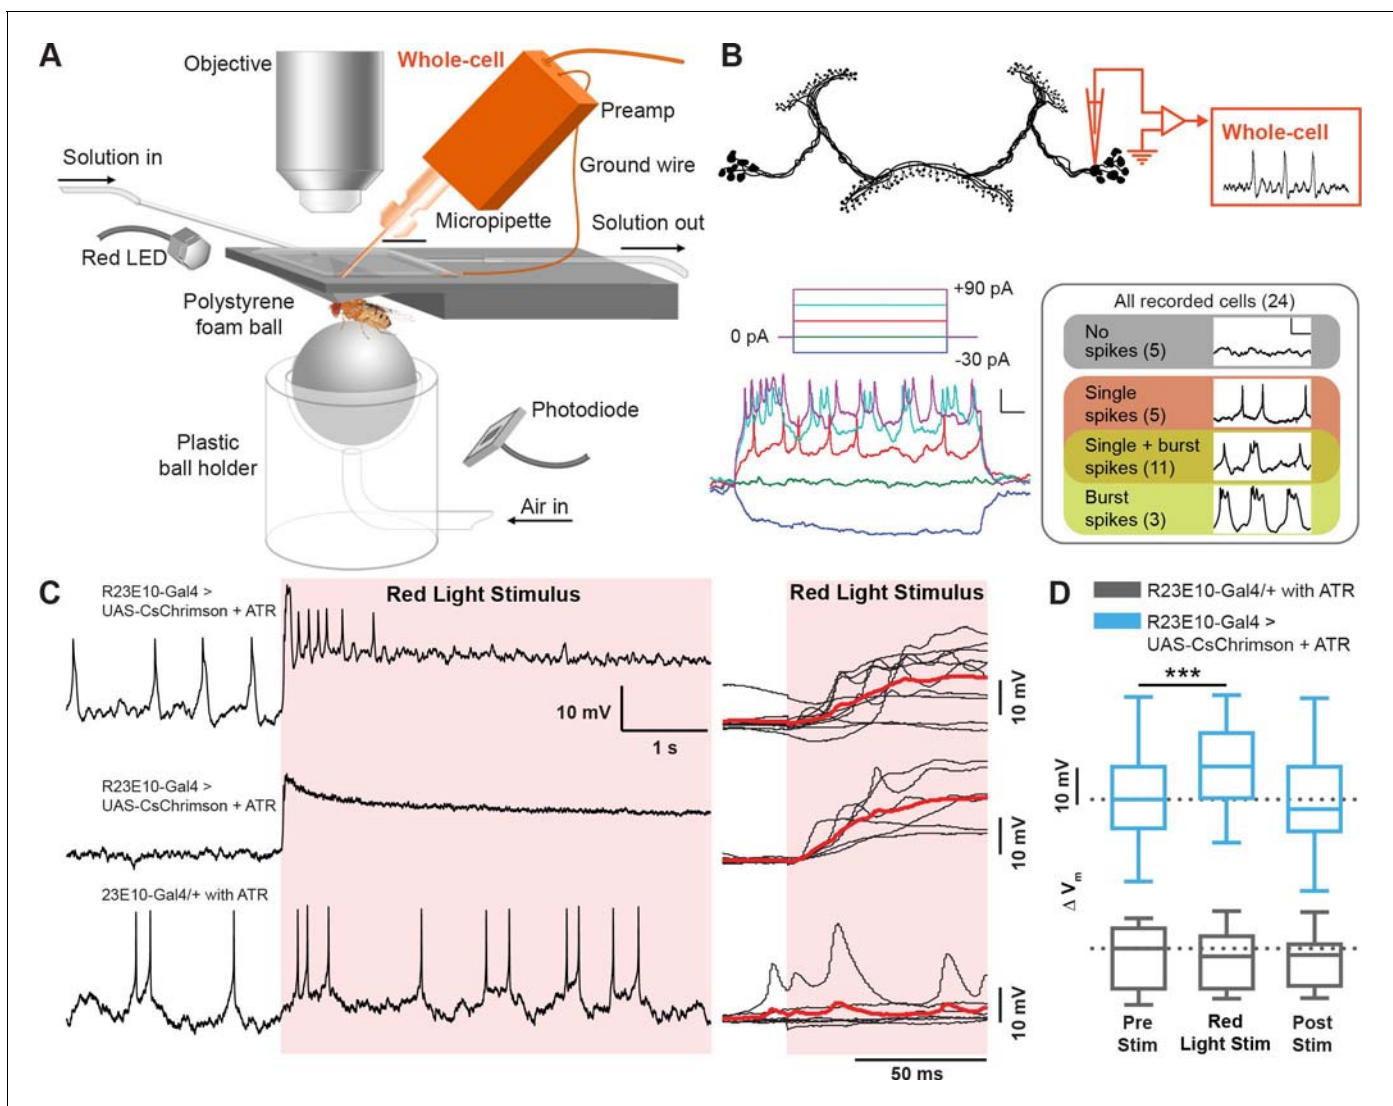 A
Objective
Whole-cell
Preamp
Ground wire
Solution in
Micropipette
Solution out
Red LED
Polystyrene
foam ball
Photodiode
Plastic
ball holder
Air in
B
Whole-cell
+90 pA
0 pA
-30 pA
All recorded cells (24)
No
spikes (5)
Single
spikes (5)
Single + burst
spikes (11)
Burst
spikes (3)
C
R23E10-Gal4 >
UAS-CsChrimson + ATR
Red Light Stimulus
Red Light Stimulus
10 mV
1 s
10 mV
R23E10-Gal4 >
UAS-CsChrimson + ATR
10 mV
23E10-Gal4/+ with ATR
10 mV
50 ms
D
R23E10-Gal4/+ with ATR
R23E10-Gal4 >
UAS-CsChrimson + ATR
***
10 mV
Δ Vm
Pre
Stim
Red
Light Stim
Post
Stim